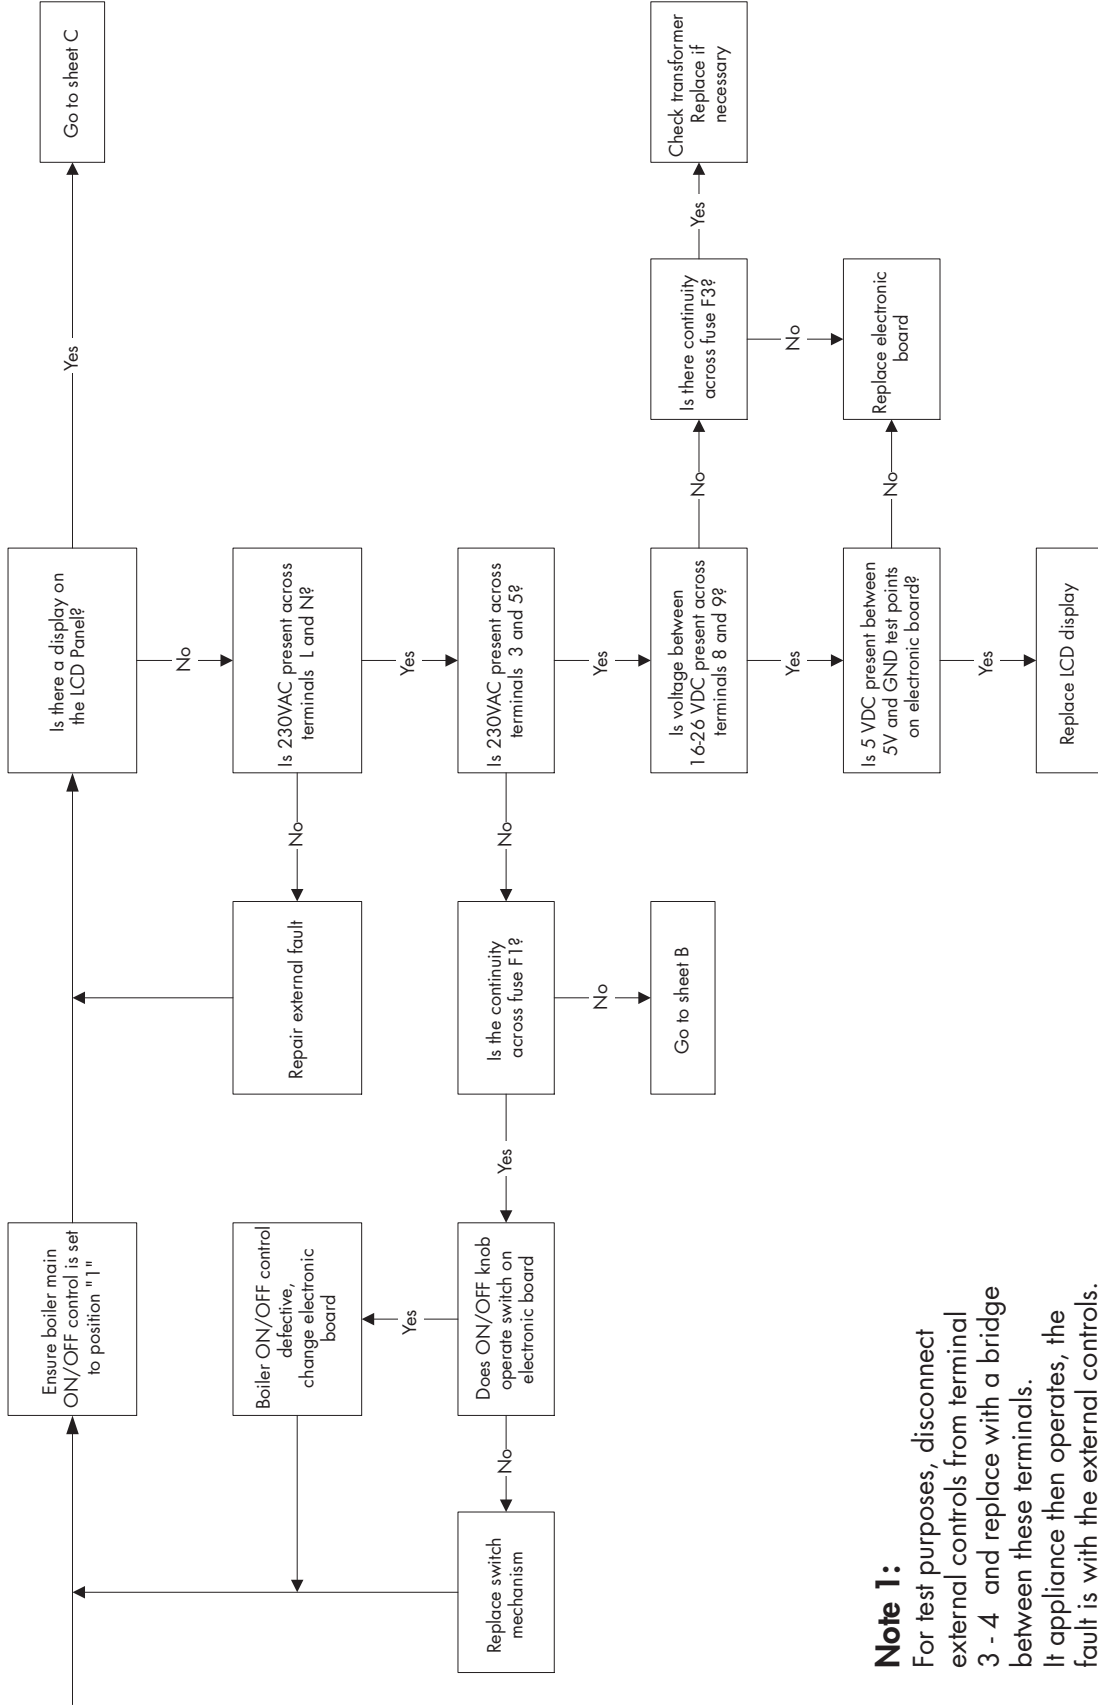 Ensure boiler main
ON/OFF control is set
to position "1"
Is there a display on
the LCD Panel?
Yes
Go to sheet C
No
Boiler ON/OFF control
defective,
change electronic
board
Repair external fault
No
Is 230VAC present across
terminals L and N?
Yes
Yes
Replace switch
mechanism
No
Does ON/OFF knob
operate switch on
electronic board
Yes
Is the continuity
across fuse F1?
No
Is 230VAC present across
terminals 3 and 5?
No
Yes
Go to sheet B
Is voltage between
16-26 VDC present across
terminals 8 and 9?
No
Is there continuity
across fuse F3?
Yes
Check transformer
Replace if
necessary
Yes
No
Is 5 VDC present between
5V and GND test points
on electronic board?
No
Replace electronic
board
Yes
Replace LCD display
Note 1:
For test purposes, disconnect
external controls from terminal
3 - 4 and replace with a bridge
between these terminals.
It appliance then operates, the
fault is with the external controls.